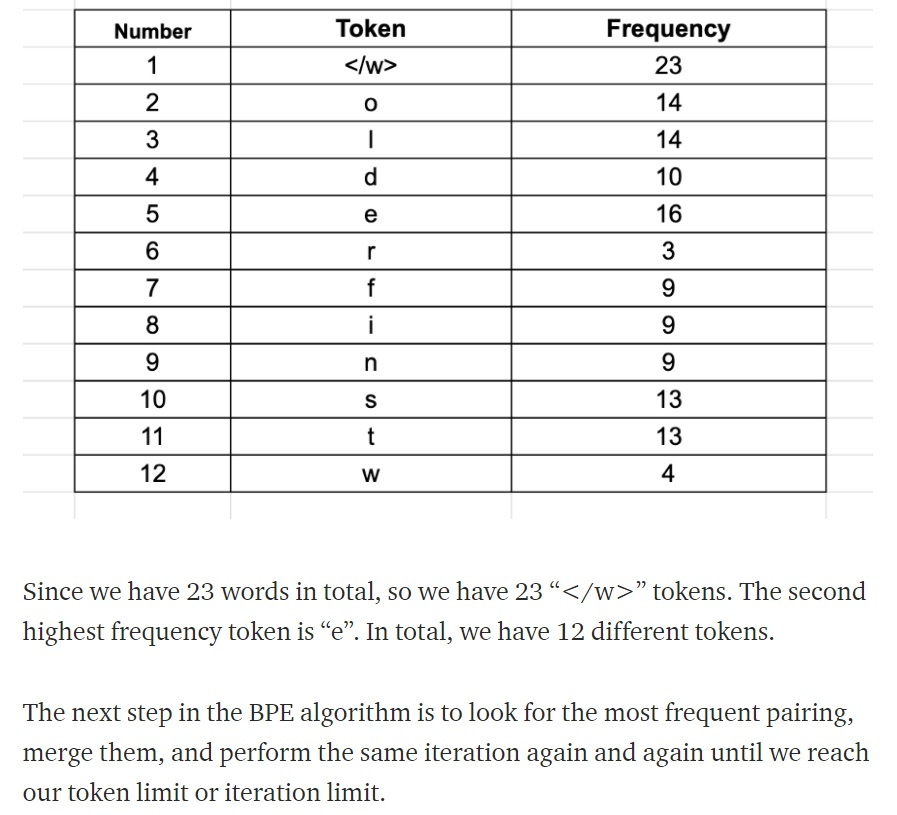 Number Token Frequency
1 </w> 23
2 o 14
3 l 14
4 d 10
5 e 16
6 r 3
7 f 9
8 i 9
9 n 9
10 s 13
11 t 13
12 w 4
Since we have 23 words in total, so we have 23 “</w>” tokens. The second
highest frequency token is “e”. In total, we have 12 different tokens.
The next step in the BPE algorithm is to look for the most frequent pairing,
merge them, and perform the same iteration again and again until we reach
our token limit or iteration limit.